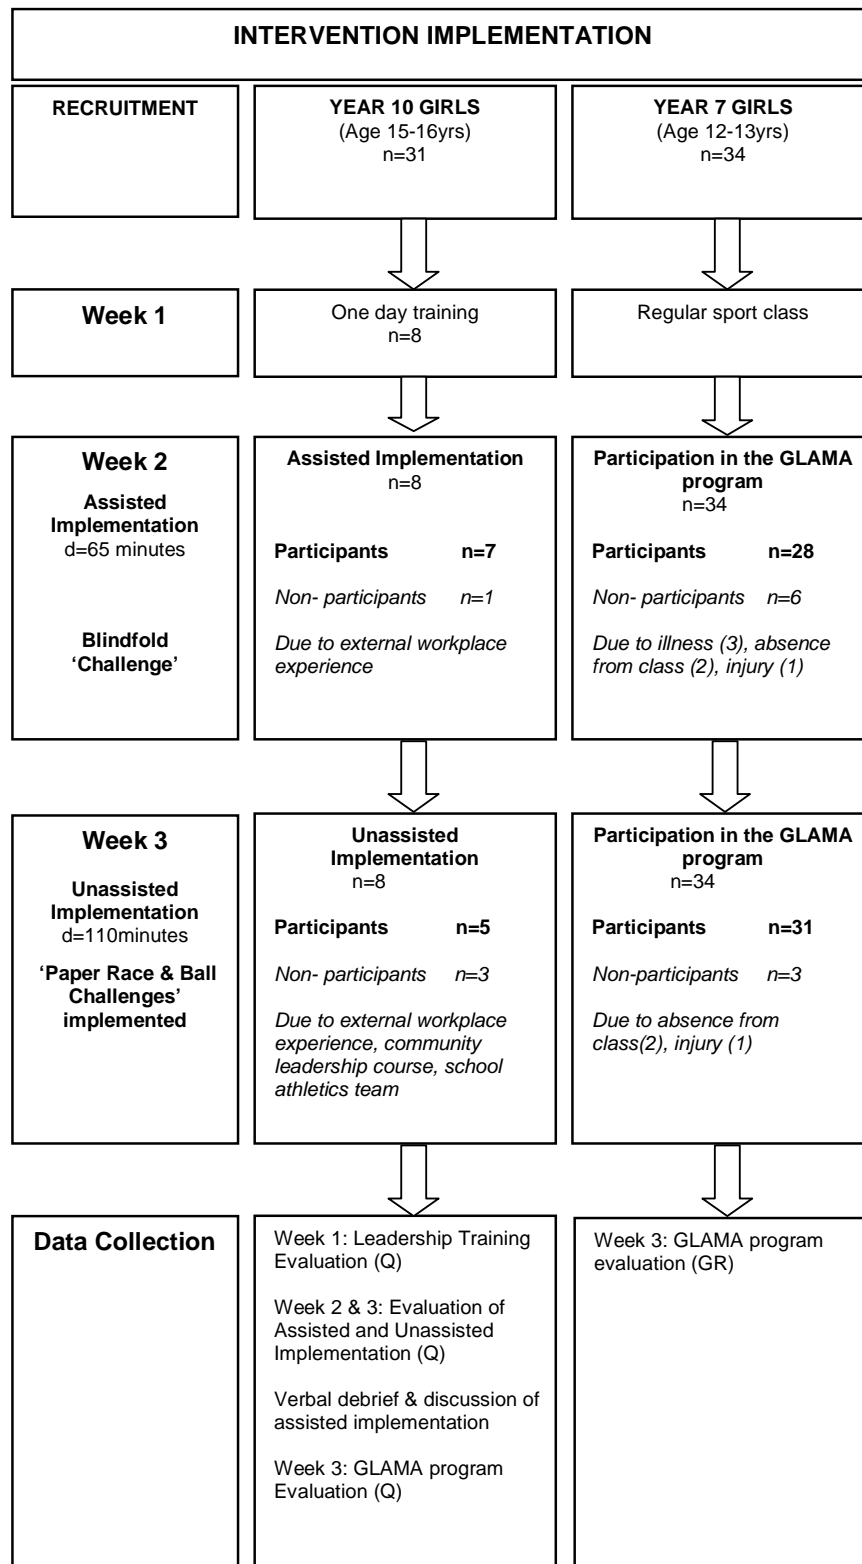 INTERVENTION IMPLEMENTATION
RECRUITMENT
YEAR 10 GIRLS
(Age 15-16yrs)
n=31
YEAR 7 GIRLS
(Age 12-13yrs)
n=34
Week 1
One day training
n=8
Regular sport class
Week 2
Assisted
Implementation
d=65 minutes
Blindfold
‘Challenge’
Assisted Implementation
n=8
Participants n=7
Non- participants n=1
Due to external workplace
experience
Participation in the GLAMA
program
n=34
Participants n=28
Non- participants n=6
Due to illness (3), absence
from class (2), injury (1)
Week 3
Unassisted
Implementation
d=110minutes
‘Paper Race & Ball
Challenges’
implemented
Unassisted
Implementation
n=8
Participants n=5
Non- participants n=3
Due to external workplace
experience, community
leadership course, school
athletics team
Participation in the GLAMA
program
n=34
Participants n=31
Non-participants n=3
Due to absence from
class(2), injury (1)
Data Collection
Week 1: Leadership Training
Evaluation (Q)
Week 2 & 3: Evaluation of
Assisted and Unassisted
Implementation (Q)
Verbal debrief & discussion of
assisted implementation
Week 3: GLAMA program
Evaluation (Q)
Week 3: GLAMA program
evaluation (GR)